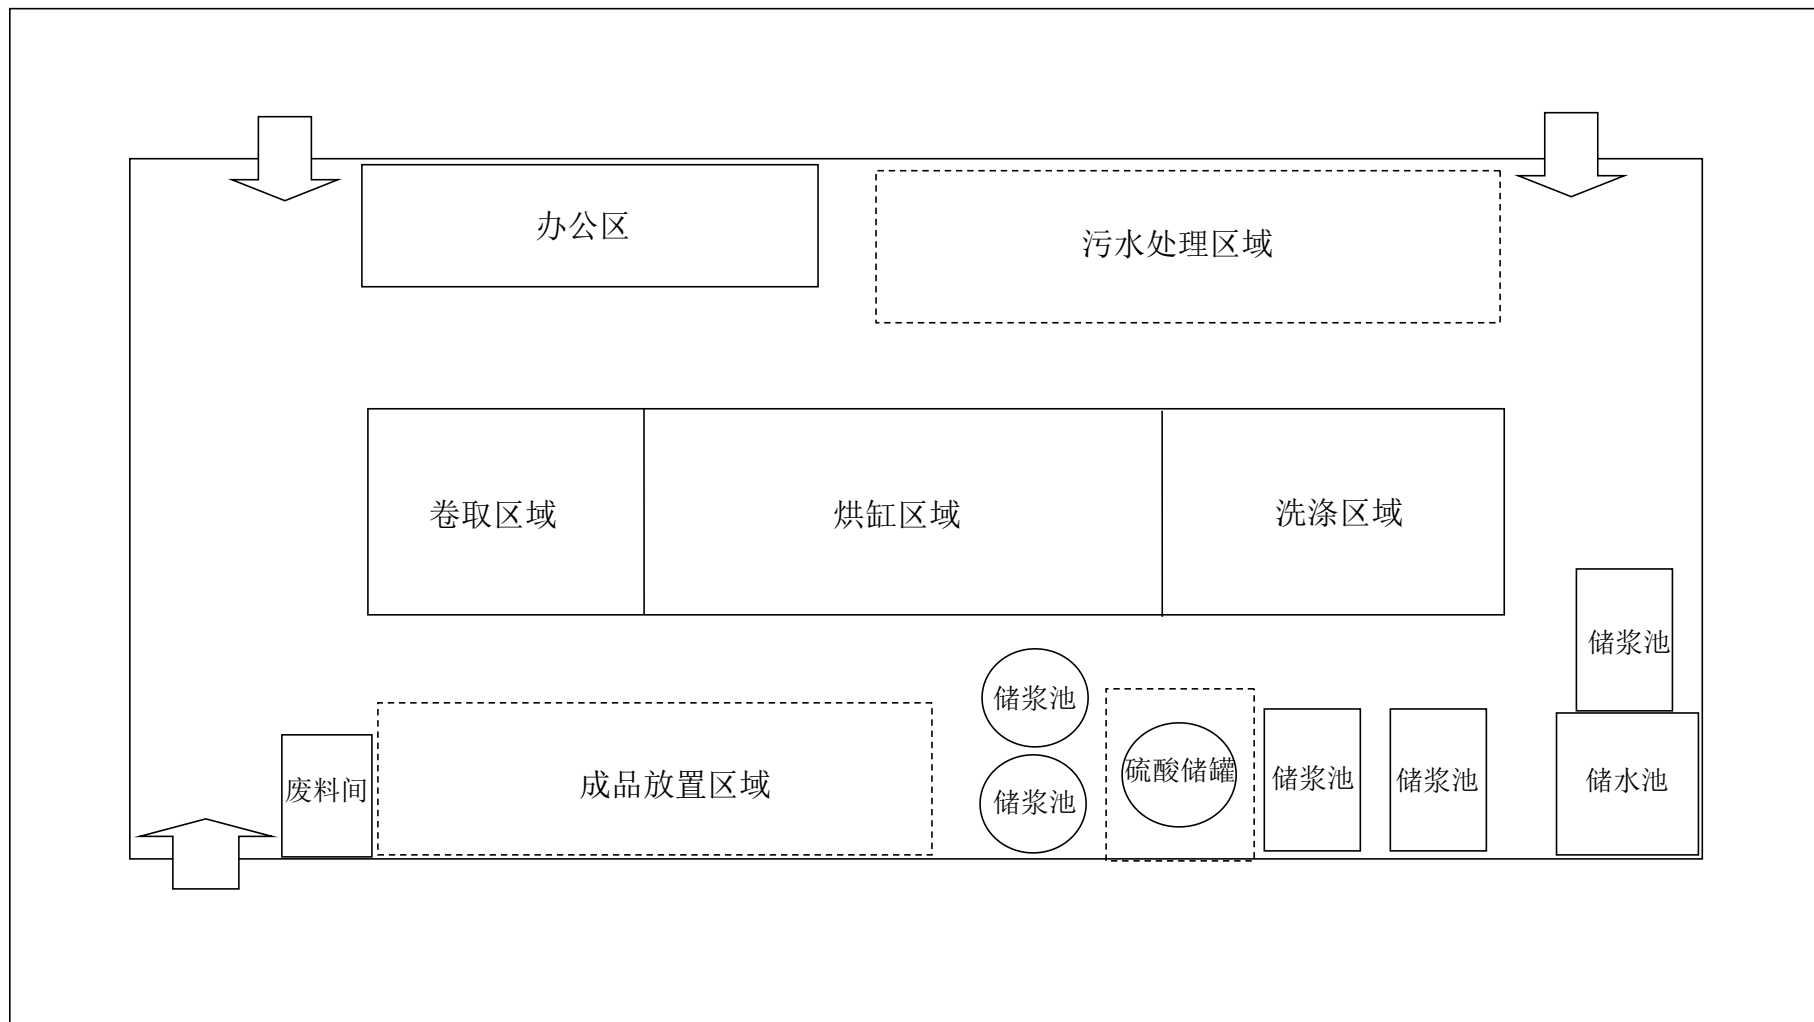 办公区
污水处理区域
卷取区域
烘缸区域
洗涤区域
储浆池
储浆池
硫酸储罐
储浆池
储浆池
储浆池
储水池
废料间
成品放置区域